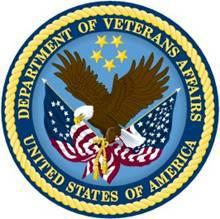 DEPARTMENT OF VETERANS AFFAIRS
UNITED STATES OF AMERICA